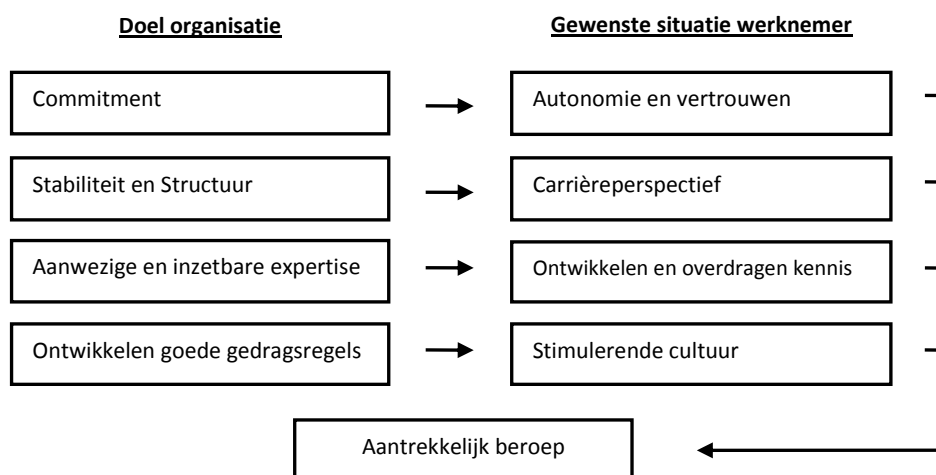 Doel organisatie
Gewenste situatie werknemer
Commitment
Autonomie en vertrouwen
Stabiliteit en Structuur
Carrièreperspectief
Aanwezige en inzetbare expertise
Ontwikkelen en overdragen kennis
Ontwikkelen goede gedragsregels
Stimulerende cultuur
Aantrekkelijk beroep